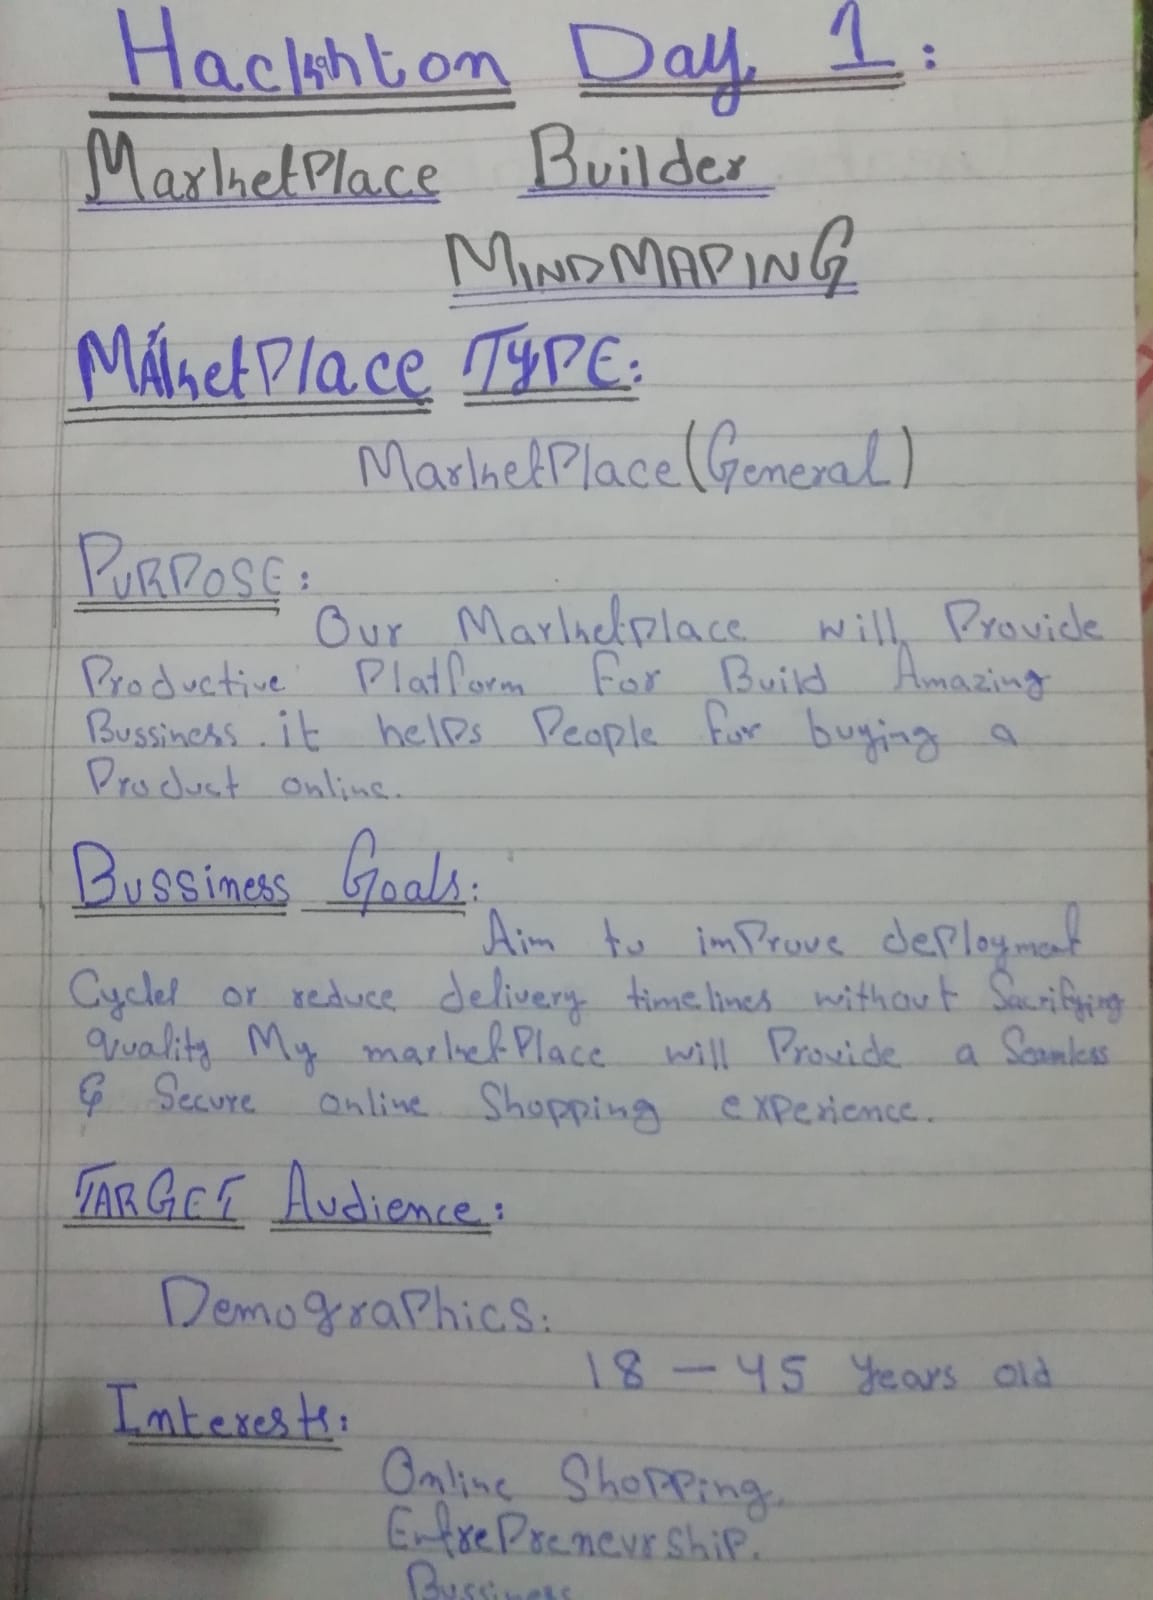 Hackhton Day 1:
MarketPlace Builder
MINDMAPING
MarketPlace TYPE:
MarketPlace (General)
PURPOSE:
Our Marketplace will Provide
Productive Platform for Build Amazing
Bussiness. it helps People for buying a
Product online.
Bussiness Goals:
Aim to improve deployment
Cycles or reduce delivery timelines without Sacrifying
quality My marketPlace will Provide a Seamless
& Secure online Shopping experience.
TARGET Audience:
Demographics:
18 - 45 Years old
Interests:
Online Shopping.
EntrePreneurship.
Bussiness